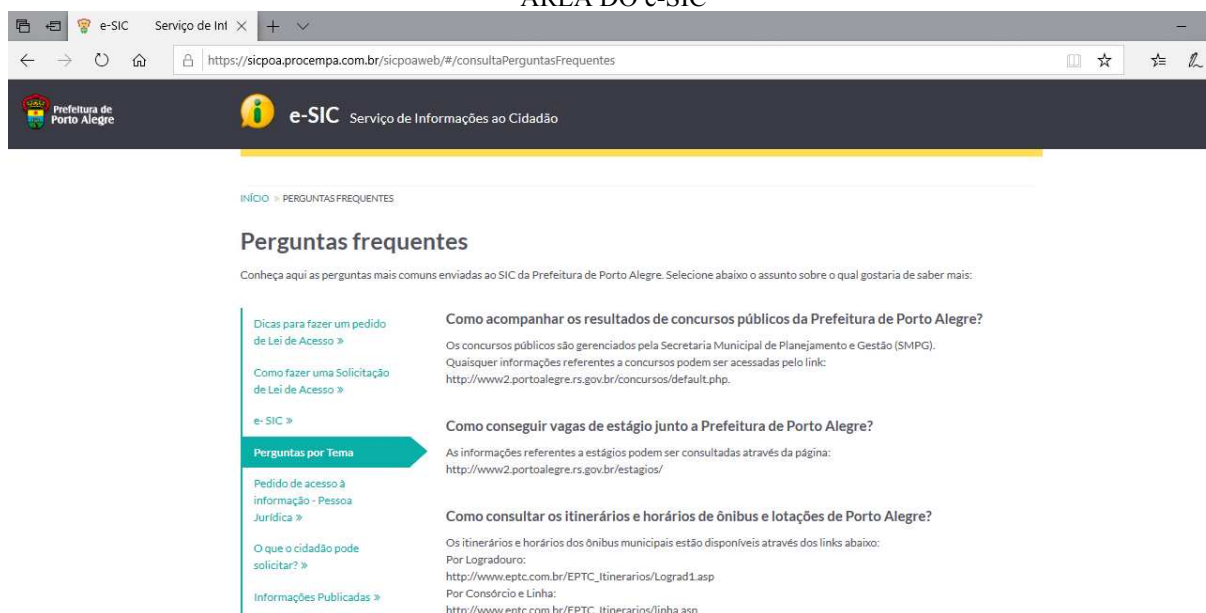 ÁREA DO e-SIC
e-SIC Serviço de Inf
https://sicpoa.procempa.com.br/sicpoaweb/#/consultaPerguntasFrequentes
Prefeitura de
Porto Alegre
e-SIC Serviço de Informações ao Cidadão
INÍCIO > PERGUNTAS FREQUENTES
Perguntas frequentes
Conheça aqui as perguntas mais comuns enviadas ao SIC da Prefeitura de Porto Alegre. Selecione abaixo o assunto sobre o qual gostaria de saber mais:
Dicas para fazer um pedido
de Lei de Acesso »
Como fazer uma Solicitação
de Lei de Acesso »
e- SIC »
Perguntas por Tema
Pedido de acesso à
informação - Pessoa
Jurídica »
O que o cidadão pode
solicitar? »
Informações Publicadas »
Como acompanhar os resultados de concursos públicos da Prefeitura de Porto Alegre?
Os concursos públicos são gerenciados pela Secretaria Municipal de Planejamento e Gestão (SMPG).
Quaisquer informações referentes a concursos podem ser acessadas pelo link:
http://www2.portoalegre.rs.gov.br/concursos/default.php.
Como conseguir vagas de estágio junto a Prefeitura de Porto Alegre?
As informações referentes a estágios podem ser consultadas através da página:
http://www2.portoalegre.rs.gov.br/estagios/
Como consultar os itinerários e horários de ônibus e lotações de Porto Alegre?
Os itinerários e horários dos ônibus municipais estão disponíveis através dos links abaixo:
Por Logradouro:
http://www.eptc.com.br/EPTC_Itinerarios/Lograd1.asp
Por Consórcio e Linha:
http://www.eptc.com.br/EPTC_Itinerarios/linha.asp